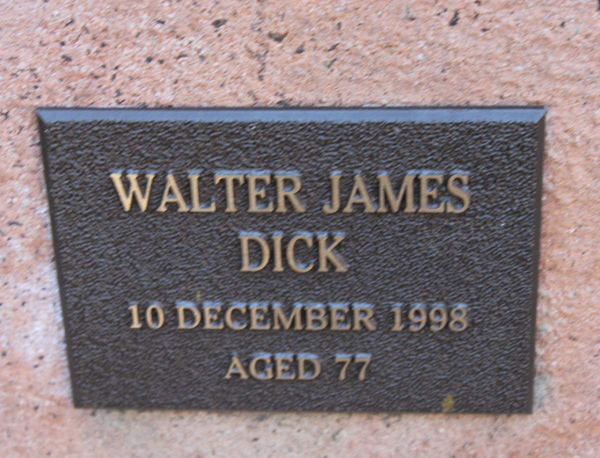 WALTER JAMES
DICK
10 DECEMBER 1998
AGED 77